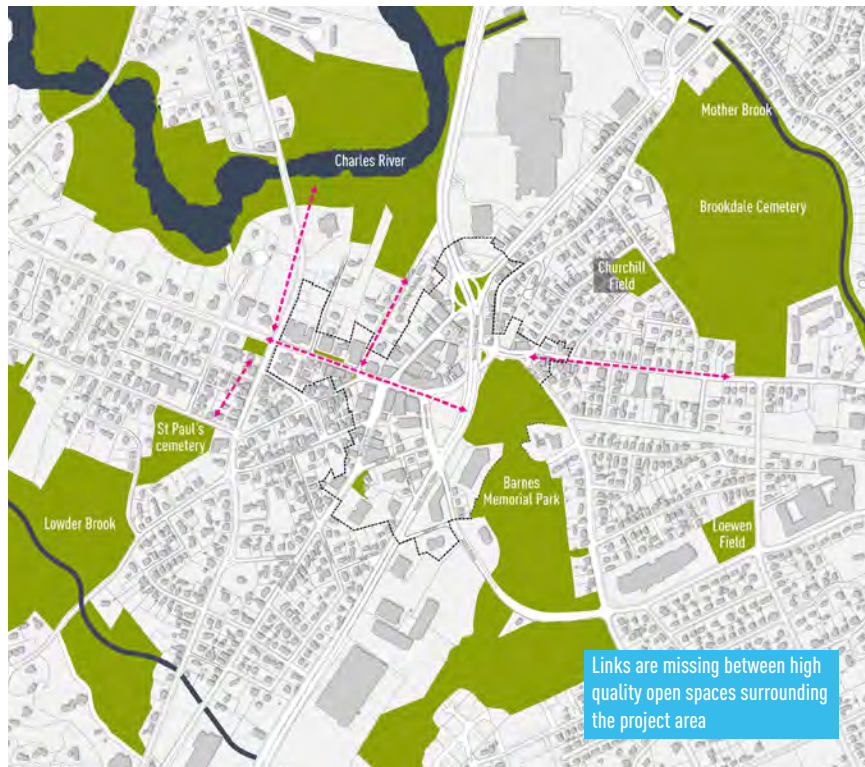 Mother Brook
Charles River
Brookdale Cemetery
Churchill
Field
St Paul's
cemetery
Barnes
Memorial Park
Lowder Brook
Loewen
Field
Links are missing between high
quality open spaces surrounding
the project area